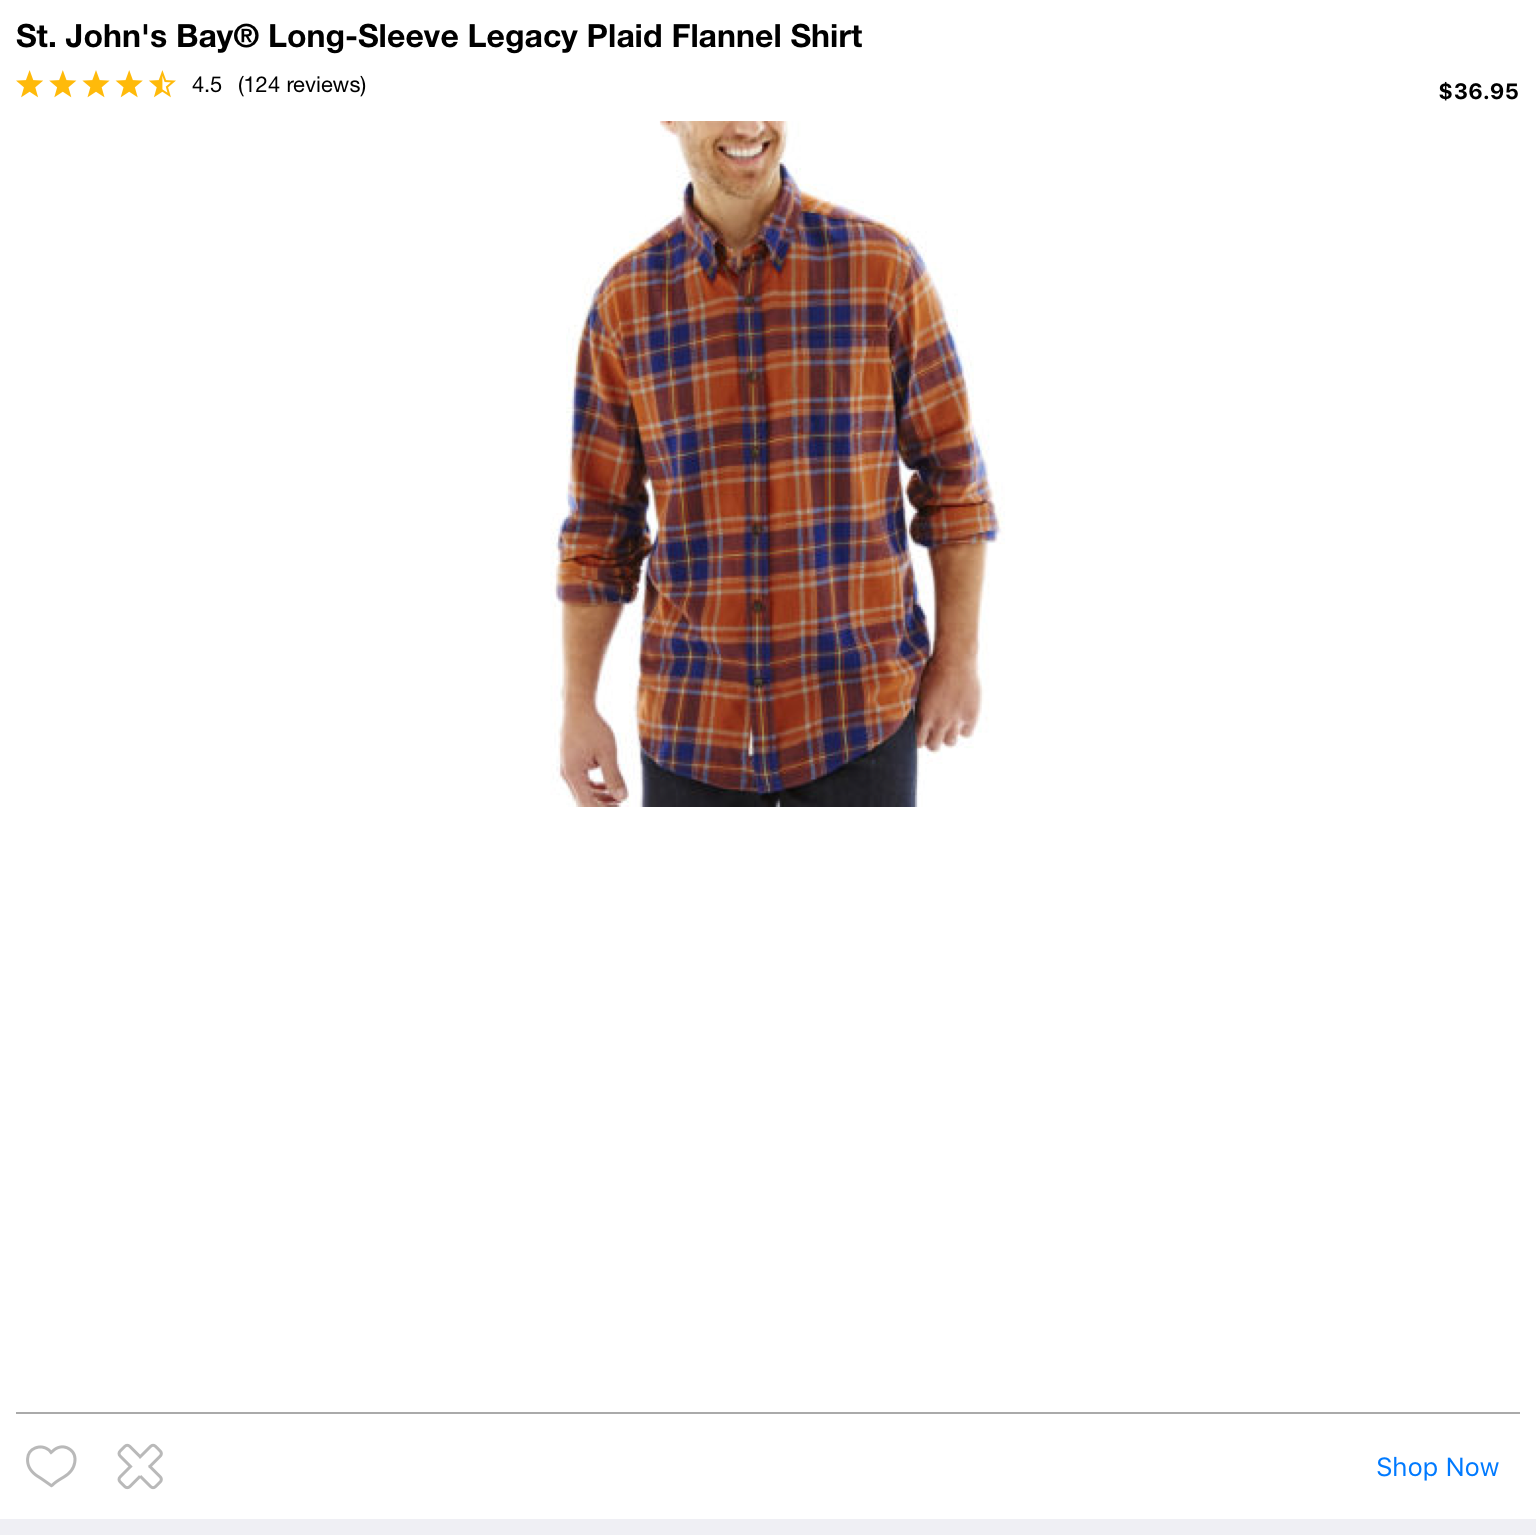 St. John's Bay® Long-Sleeve Legacy Plaid Flannel Shirt
4.5 (124 reviews)
$36.95
Shop Now